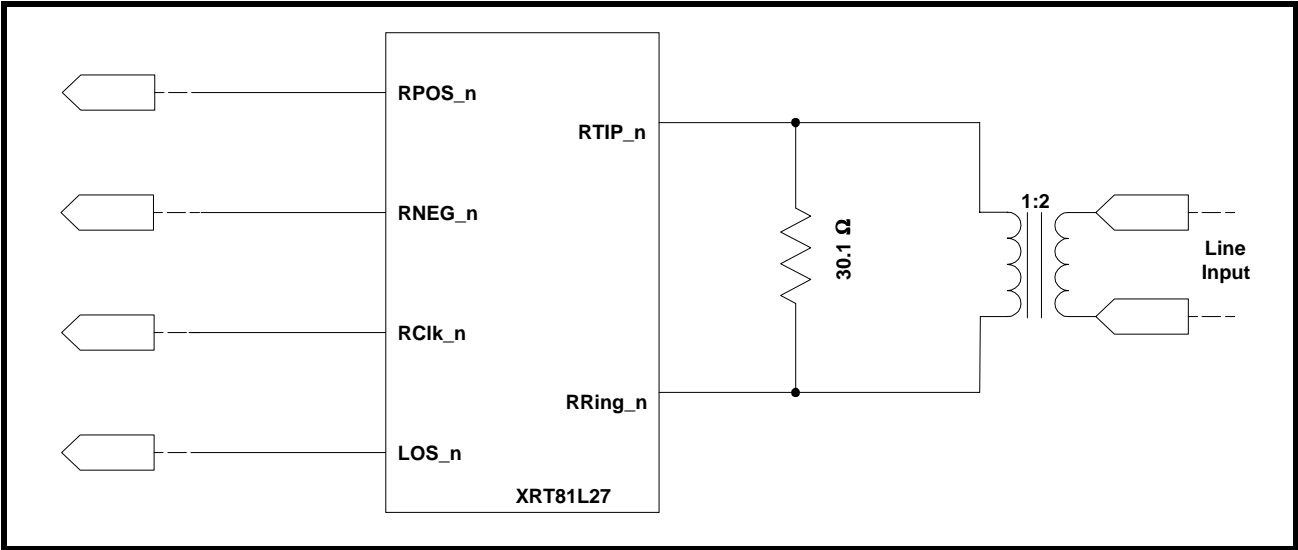 RPOS_n
RTIP_n
RNEG_n
1:2
30.1 Ω
Line
Input
RClk_n
RRing_n
LOS_n
XRT81L27